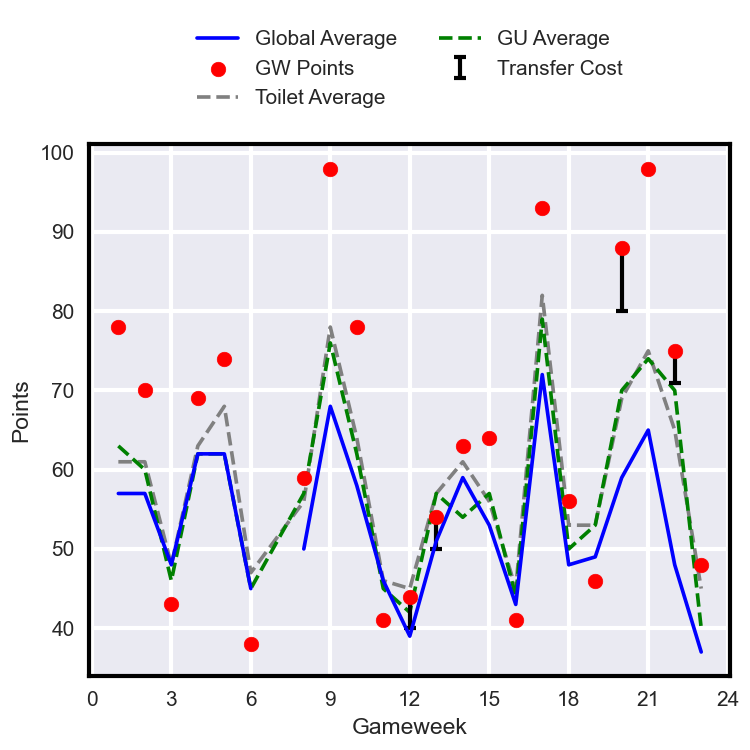 Global Average
GW Points
Toilet Average
GU Average
Transfer Cost
100
90
80
70
60
50
40
Points
0 3 6 9 12 15 18 21 24
Gameweek